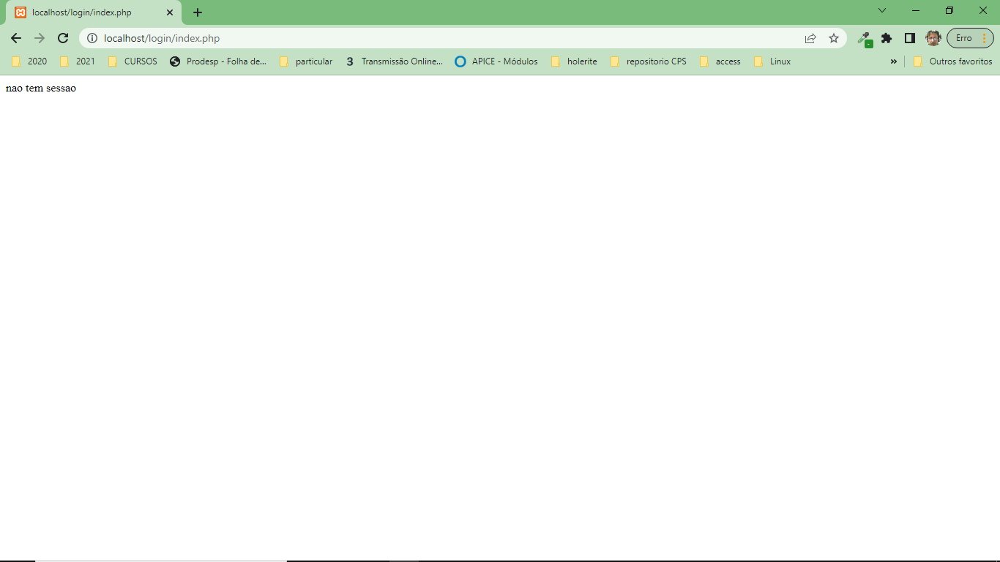 localhost/login/index.php
localhost/login/index.php
Erro
2020 2021 CURSOS Prodesp - Folha de... particular 3 Transmissão Online... APICE - Módulos holerite repositorio CPS access Linux » Outros favoritos
nao tem sessao